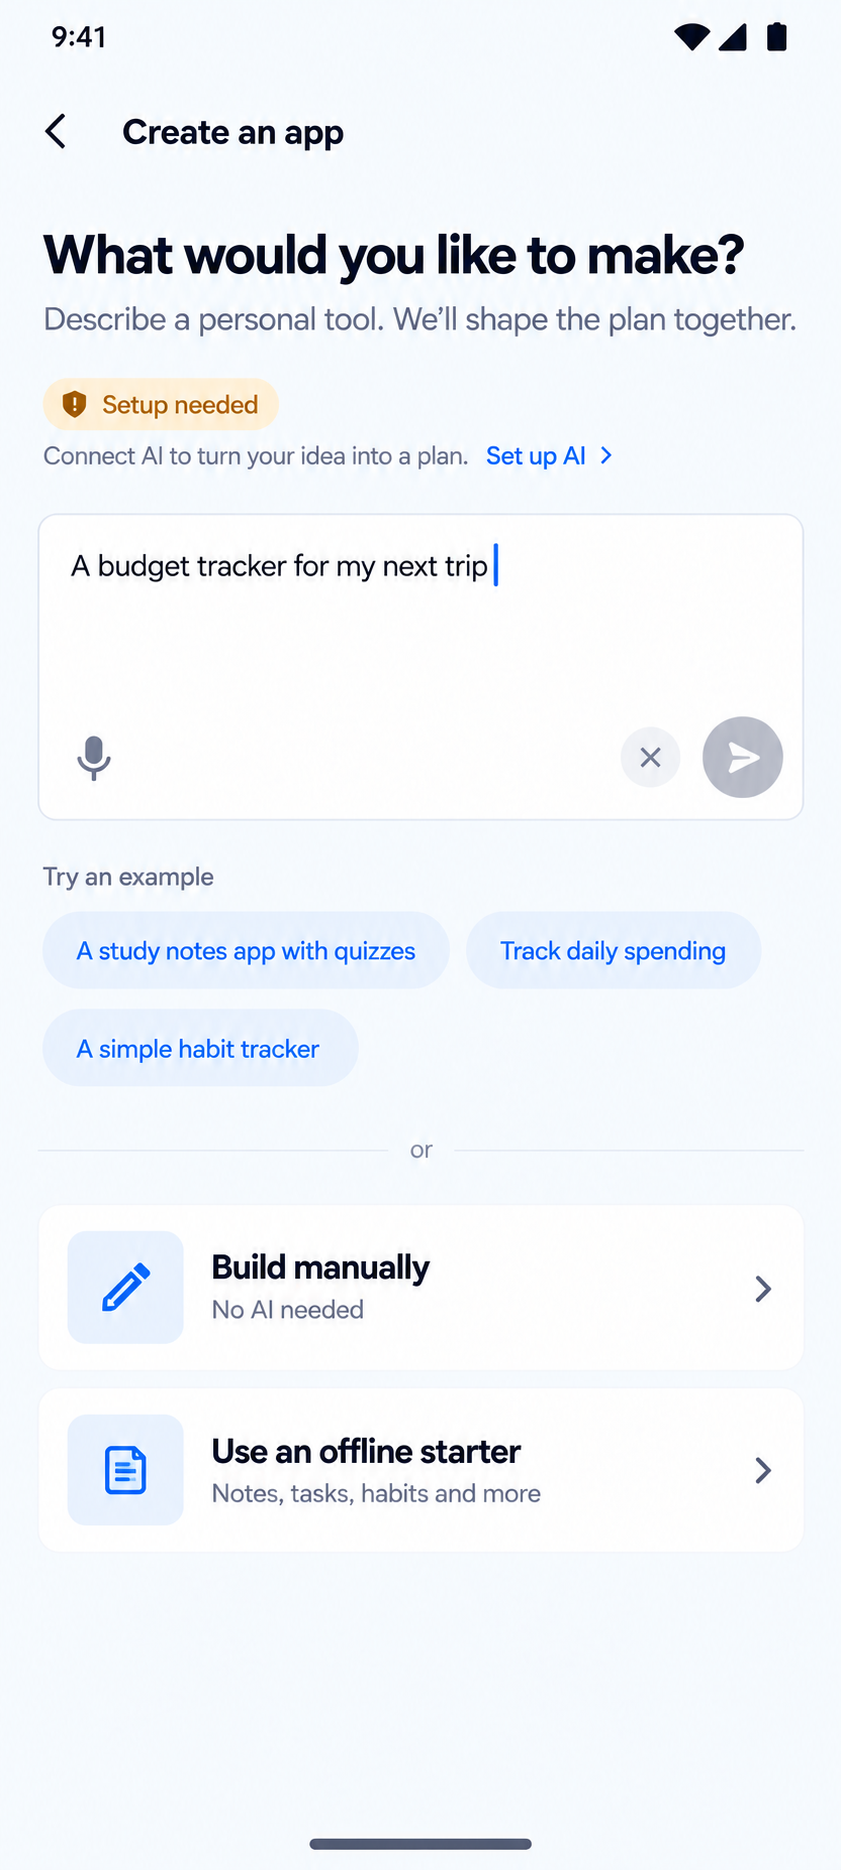 9:41
Create an app
What would you like to make?
Describe a personal tool. We’ll shape the plan together.
Setup needed
Connect AI to turn your idea into a plan. Set up AI
A budget tracker for my next trip
Try an example
A study notes app with quizzes
Track daily spending
A simple habit tracker
or
Build manually
No AI needed
Use an offline starter
Notes, tasks, habits and more